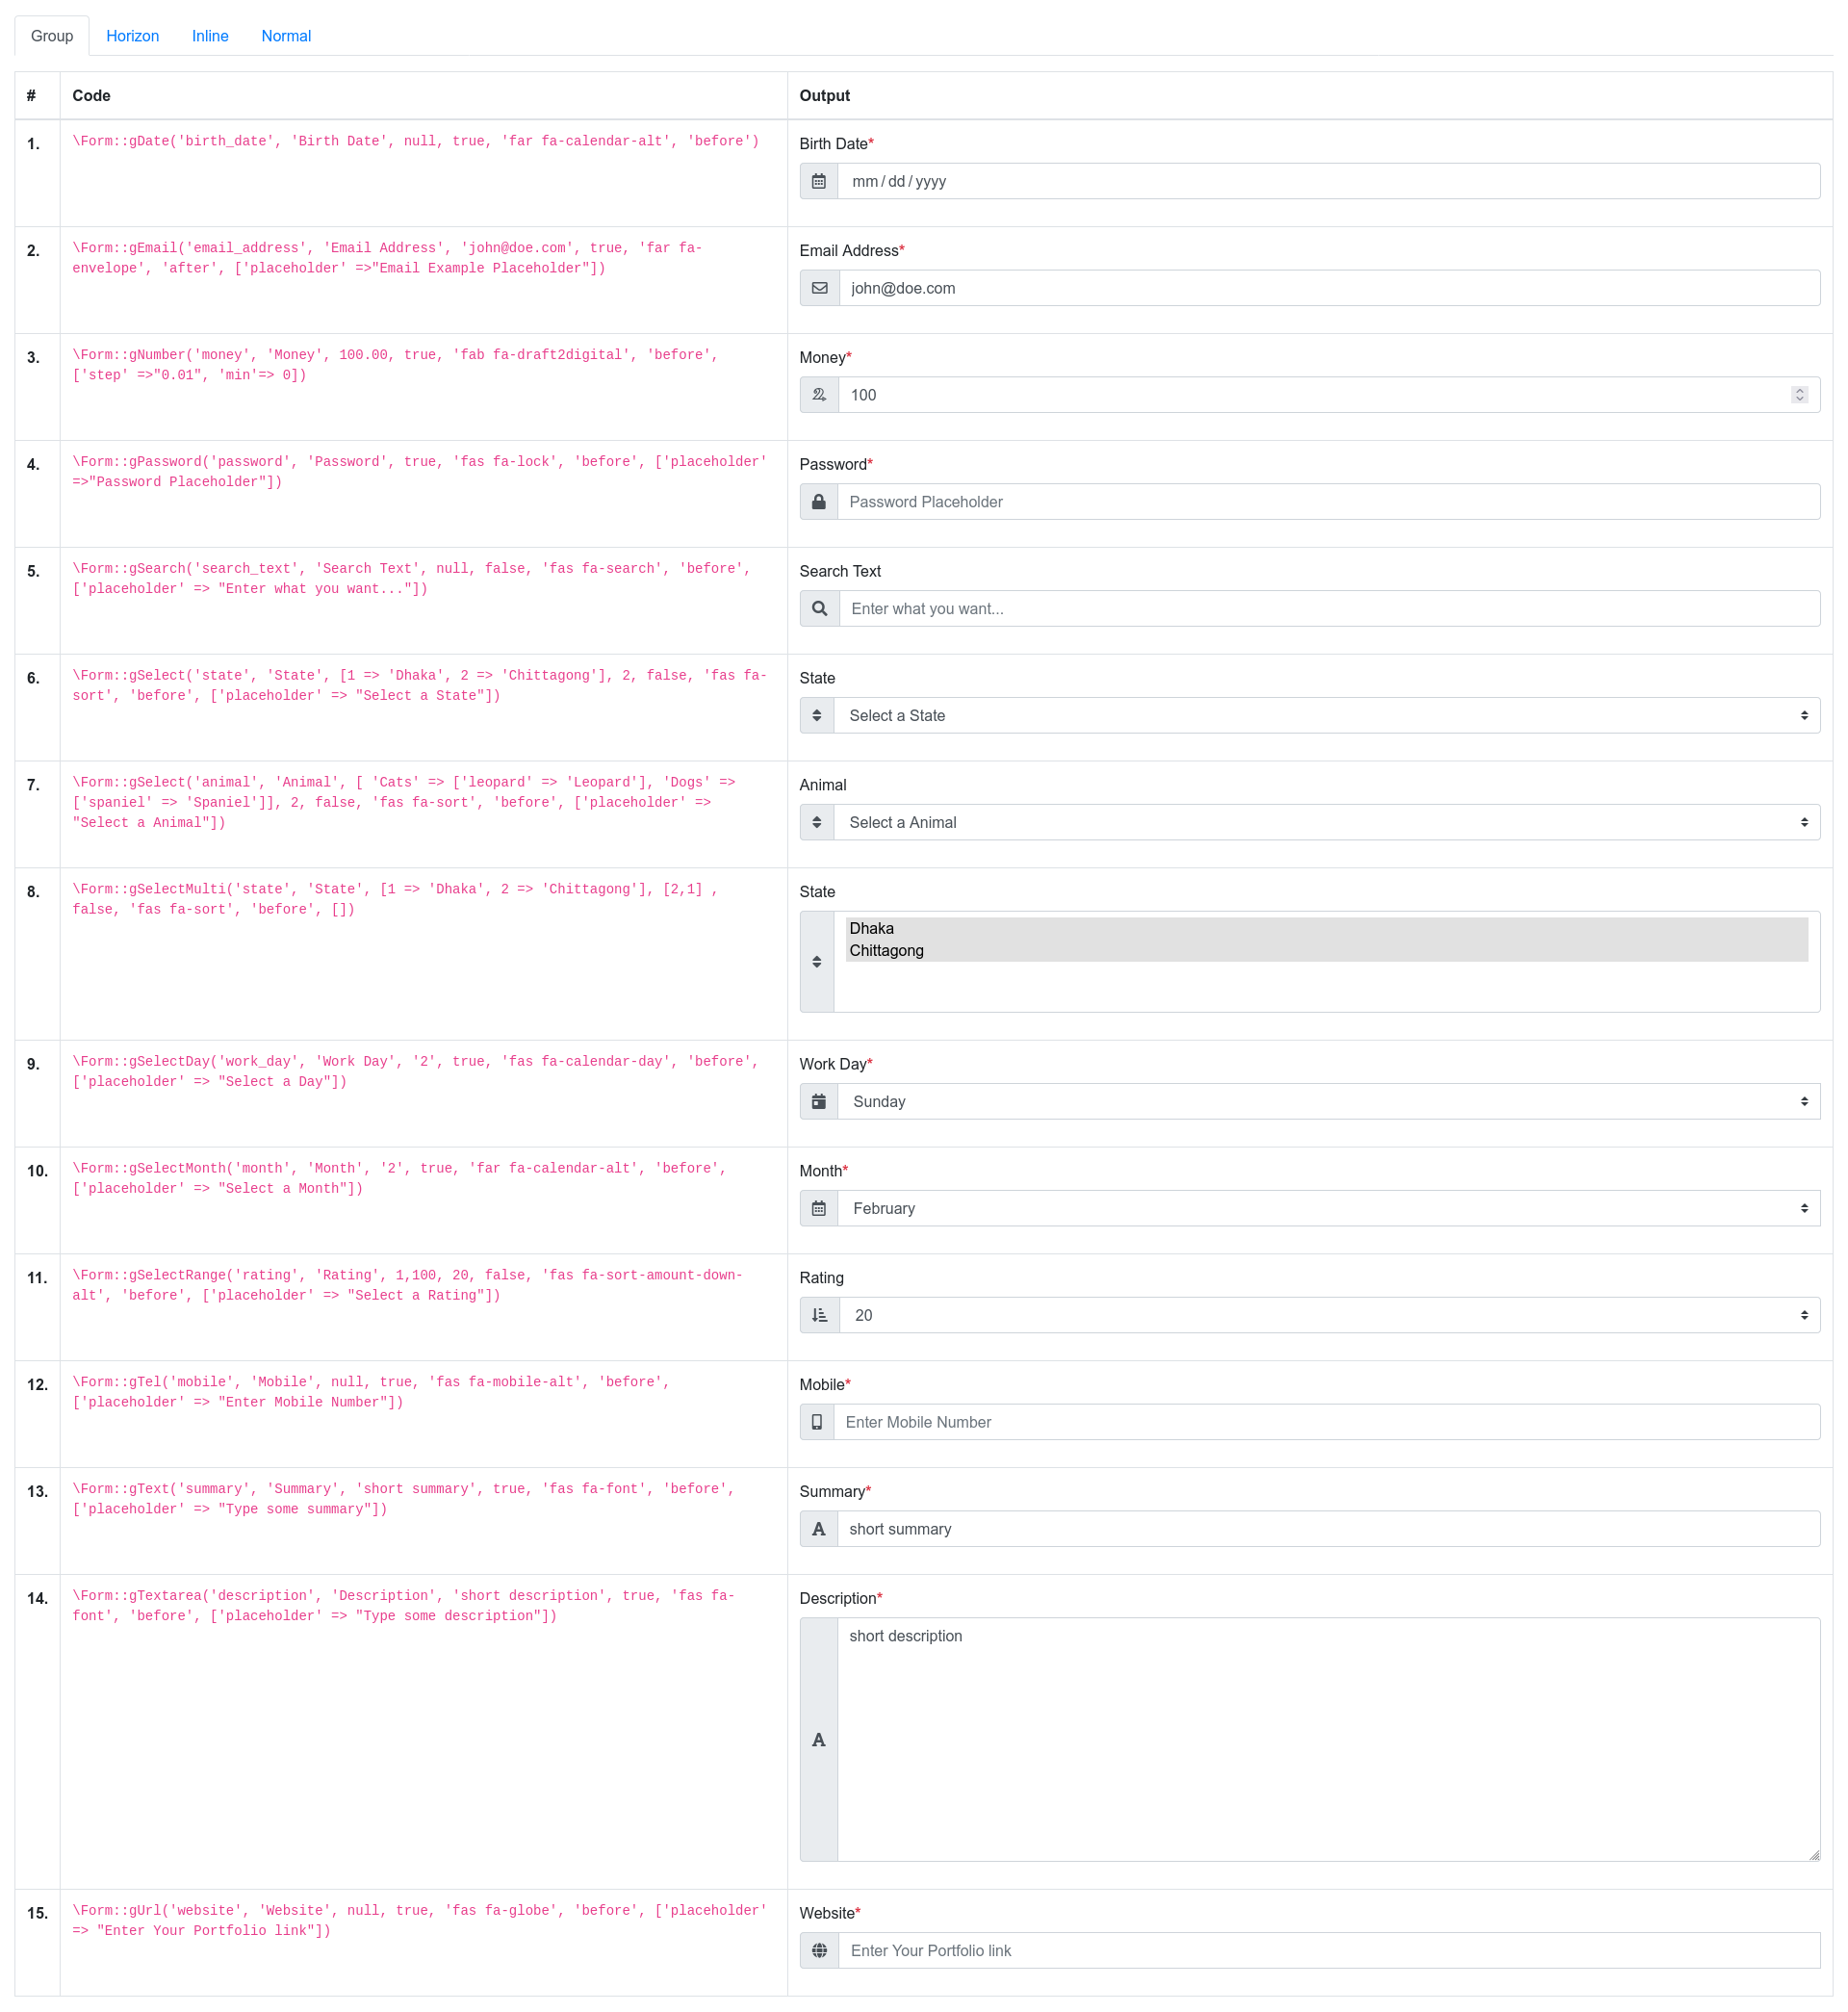 Group Horizon Inline Normal
# Code Output
1. \Form::gDate('birth_date', 'Birth Date', null, true, 'far fa-calendar-alt', 'before')
Birth Date*
mm/dd/yyyy
2. \Form::gEmail('email_address', 'Email Address', 'john@doe.com', true, 'far fa-
envelope', 'after', ['placeholder' =>"Email Example Placeholder"])
Email Address*
john@doe.com
3. \Form::gNumber('money', 'Money', 100.00, true, 'fab fa-draft2digital', 'before',
['step' =>"0.01", 'min'=> 0])
Money*
100
4. \Form::gPassword('password', 'Password', true, 'fas fa-lock', 'before', ['placeholder'
=>"Password Placeholder"])
Password*
Password Placeholder
5. \Form::gSearch('search_text', 'Search Text', null, false, 'fas fa-search', 'before',
['placeholder' => "Enter what you want..."])
Search Text
Enter what you want...
6. \Form::gSelect('state', 'State', [1 => 'Dhaka', 2 => 'Chittagong'], 2, false, 'fas fa-
sort', 'before', ['placeholder' => "Select a State"])
State
Select a State
7. \Form::gSelect('animal', 'Animal', [ 'Cats' => ['leopard' => 'Leopard'], 'Dogs' =>
['spaniel' => 'Spaniel']], 2, false, 'fas fa-sort', 'before', ['placeholder' =>
"Select a Animal"])
Animal
Select a Animal
8. \Form::gSelectMulti('state', 'State', [1 => 'Dhaka', 2 => 'Chittagong'], [2,1] ,
false, 'fas fa-sort', 'before', [])
State
Dhaka
Chittagong
9. \Form::gSelectDay('work_day', 'Work Day', '2', true, 'fas fa-calendar-day', 'before',
['placeholder' => "Select a Day"])
Work Day*
Sunday
10. \Form::gSelectMonth('month', 'Month', '2', true, 'far fa-calendar-alt', 'before',
['placeholder' => "Select a Month"])
Month*
February
11. \Form::gSelectRange('rating', 'Rating', 1,100, 20, false, 'fas fa-sort-amount-down-
alt', 'before', ['placeholder' => "Select a Rating"])
Rating
20
12. \Form::gTel('mobile', 'Mobile', null, true, 'fas fa-mobile-alt', 'before',
['placeholder' => "Enter Mobile Number"])
Mobile*
Enter Mobile Number
13. \Form::gText('summary', 'Summary', 'short summary', true, 'fas fa-font', 'before',
['placeholder' => "Type some summary"])
Summary*
short summary
14. \Form::gTextarea('description', 'Description', 'short description', true, 'fas fa-
font', 'before', ['placeholder' => "Type some description"])
Description*
short description
15. \Form::gUrl('website', 'Website', null, true, 'fas fa-globe', 'before', ['placeholder'
=> "Enter Your Portfolio link"])
Website*
Enter Your Portfolio link